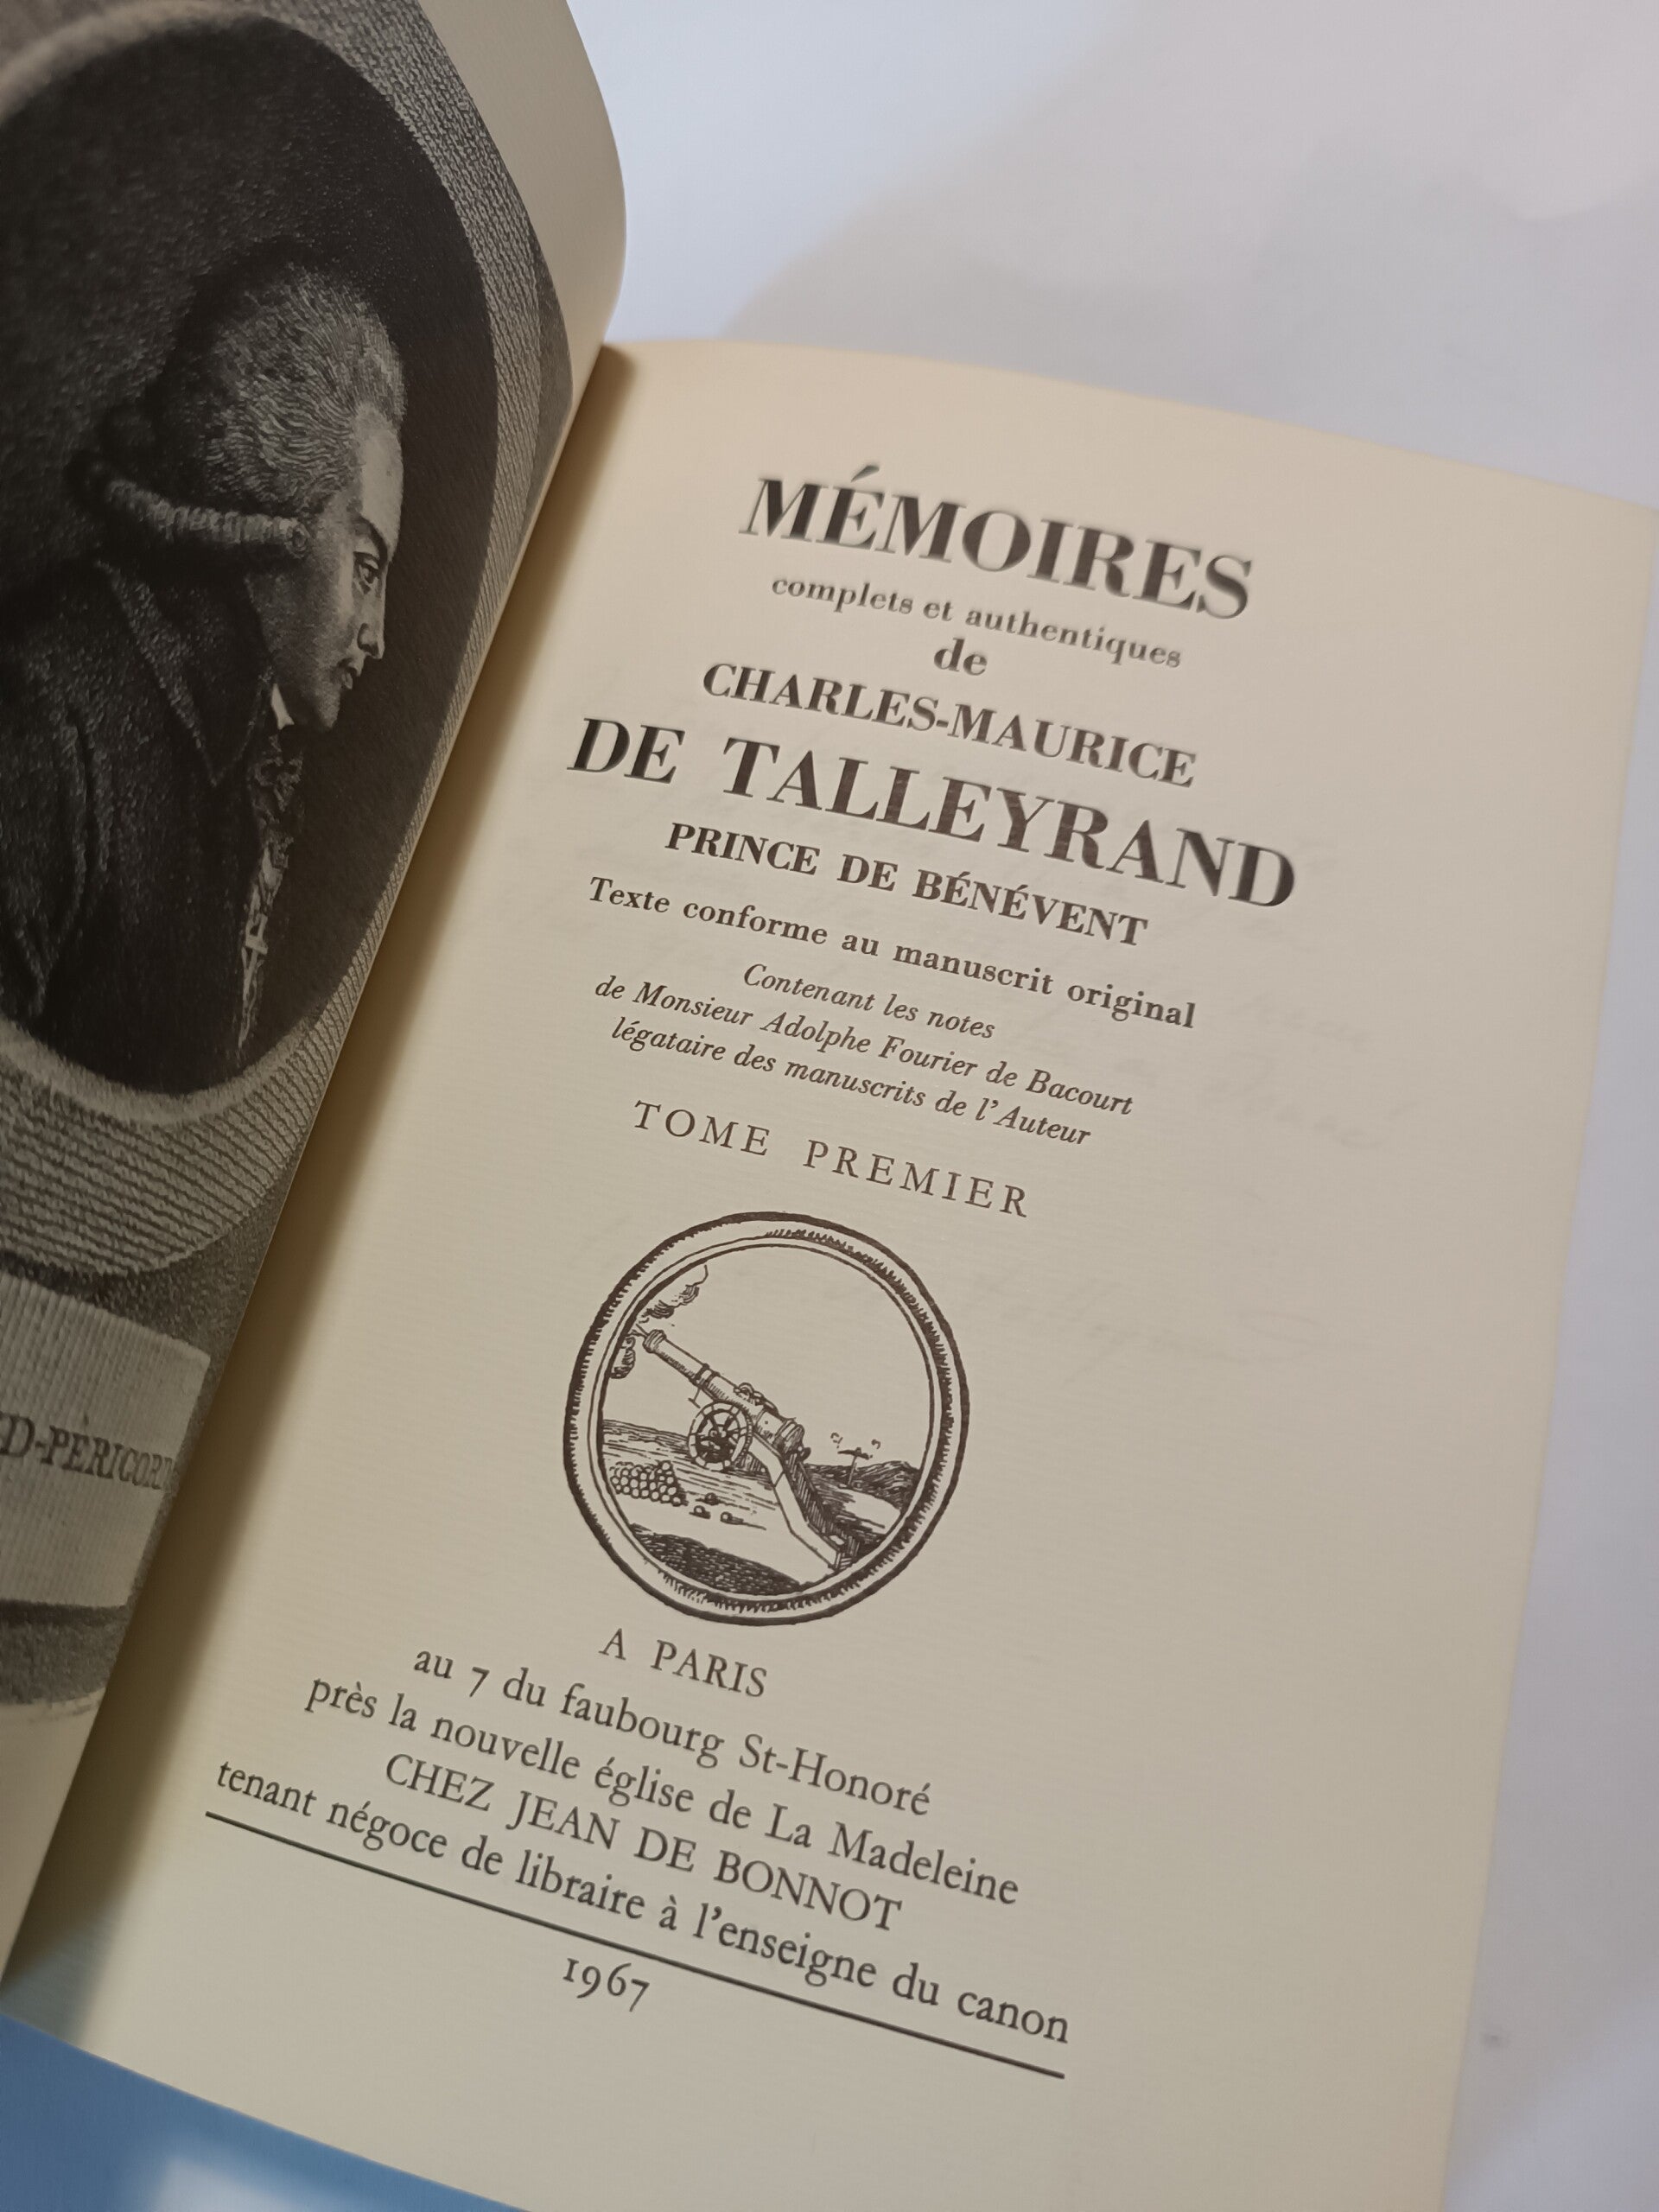 D-PÉRICORD
MÉMOIRES
complets et authentiques
de
CHARLES-MAURICE
DE TALLEYRAND
PRINCE DE BÉNÉVENT
Texte conforme au manuscrit original
Contenant les notes
de Monsieur Adolphe Fourier de Bacourt
légataire des manuscrits de l'Auteur
TOME PREMIER
A PARIS
au 7 du faubourg St-Honoré
près la nouvelle église de La Madeleine
CHEZ JEAN DE BONNOT
tenant négoce de libraire à l'enseigne du canon
1967